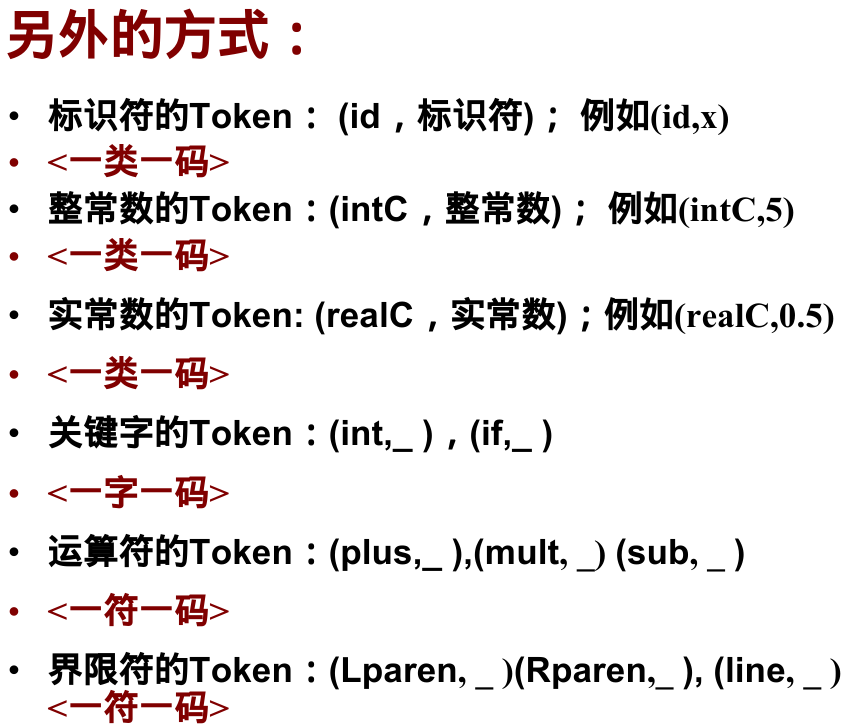 另外的方式：
• 标识符的Token： (id，标识符)； 例如(id,x)
• <一类一码>
• 整常数的Token：(intC，整常数)； 例如(intC,5)
• <一类一码>
• 实常数的Token: (realC，实常数)；例如(realC,0.5)
• <一类一码>
• 关键字的Token：(int,_ )，(if,_ )
• <一字一码>
• 运算符的Token：(plus,_ ),(mult, _) (sub, _ )
• <一符一码>
• 界限符的Token：(Lparen, _ )(Rparen,_ ), (line, _ )
<一符一码>